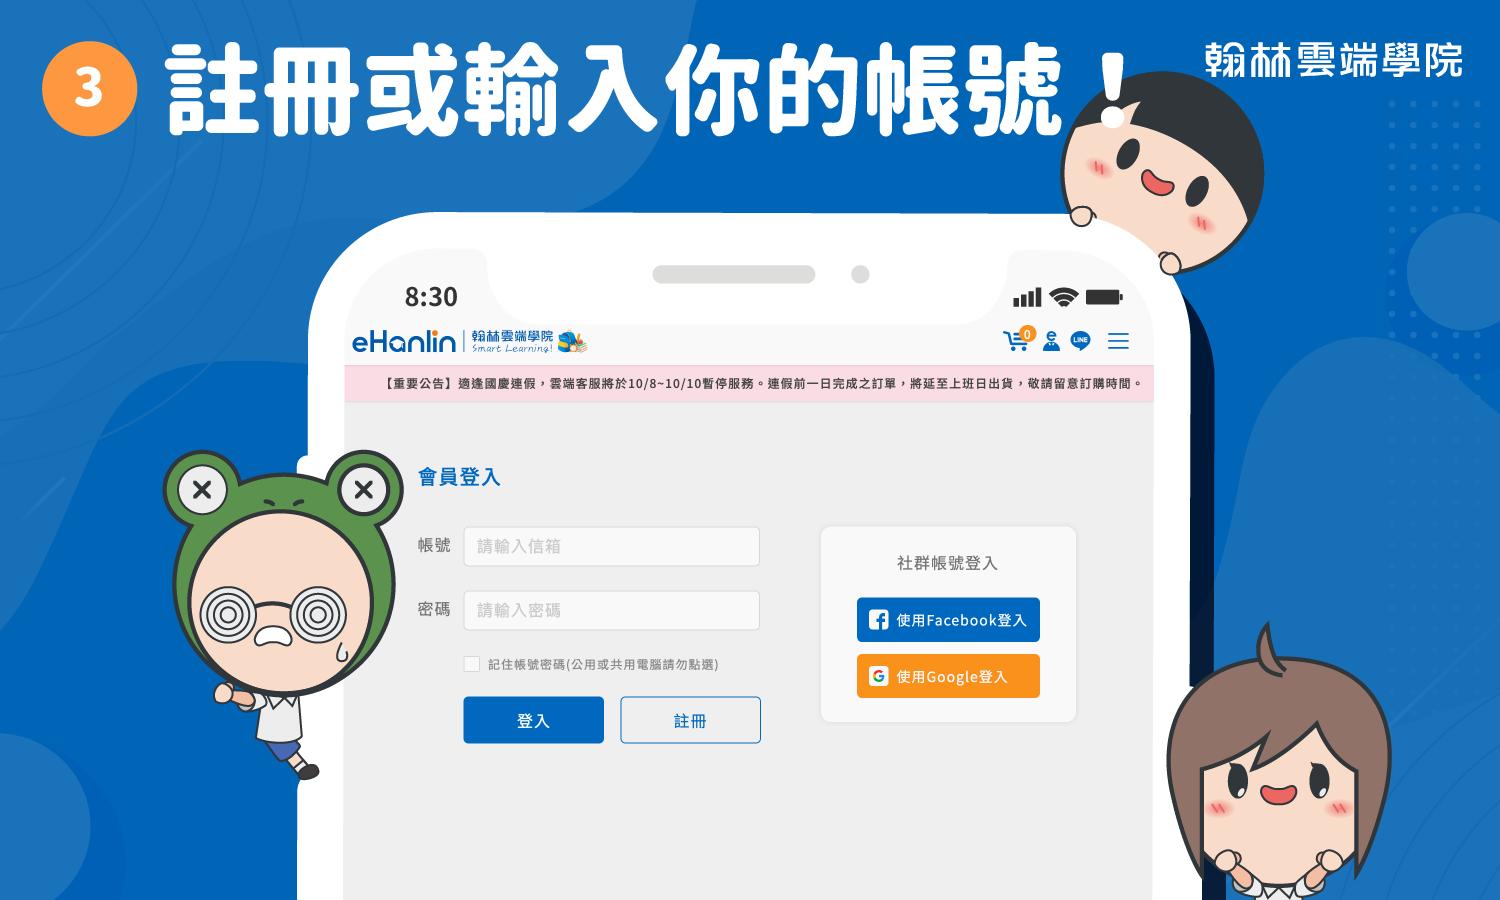 3
註冊或輸入你的帳號！
翰林雲端學院
8:30
eHanlin 翰林雲端學院
Smart Learning!
0
e
LINE
【重要公告】適逢國慶連假，雲端客服將於10/8~10/10暫停服務。連假前一日完成之訂單，將延至上班日出貨，敬請留意訂購時間。
會員登入
帳號 請輸入信箱
密碼 請輸入密碼
記住帳號密碼(公用或共用電腦請勿點選)
登入 註冊
社群帳號登入
使用Facebook登入
使用Google登入